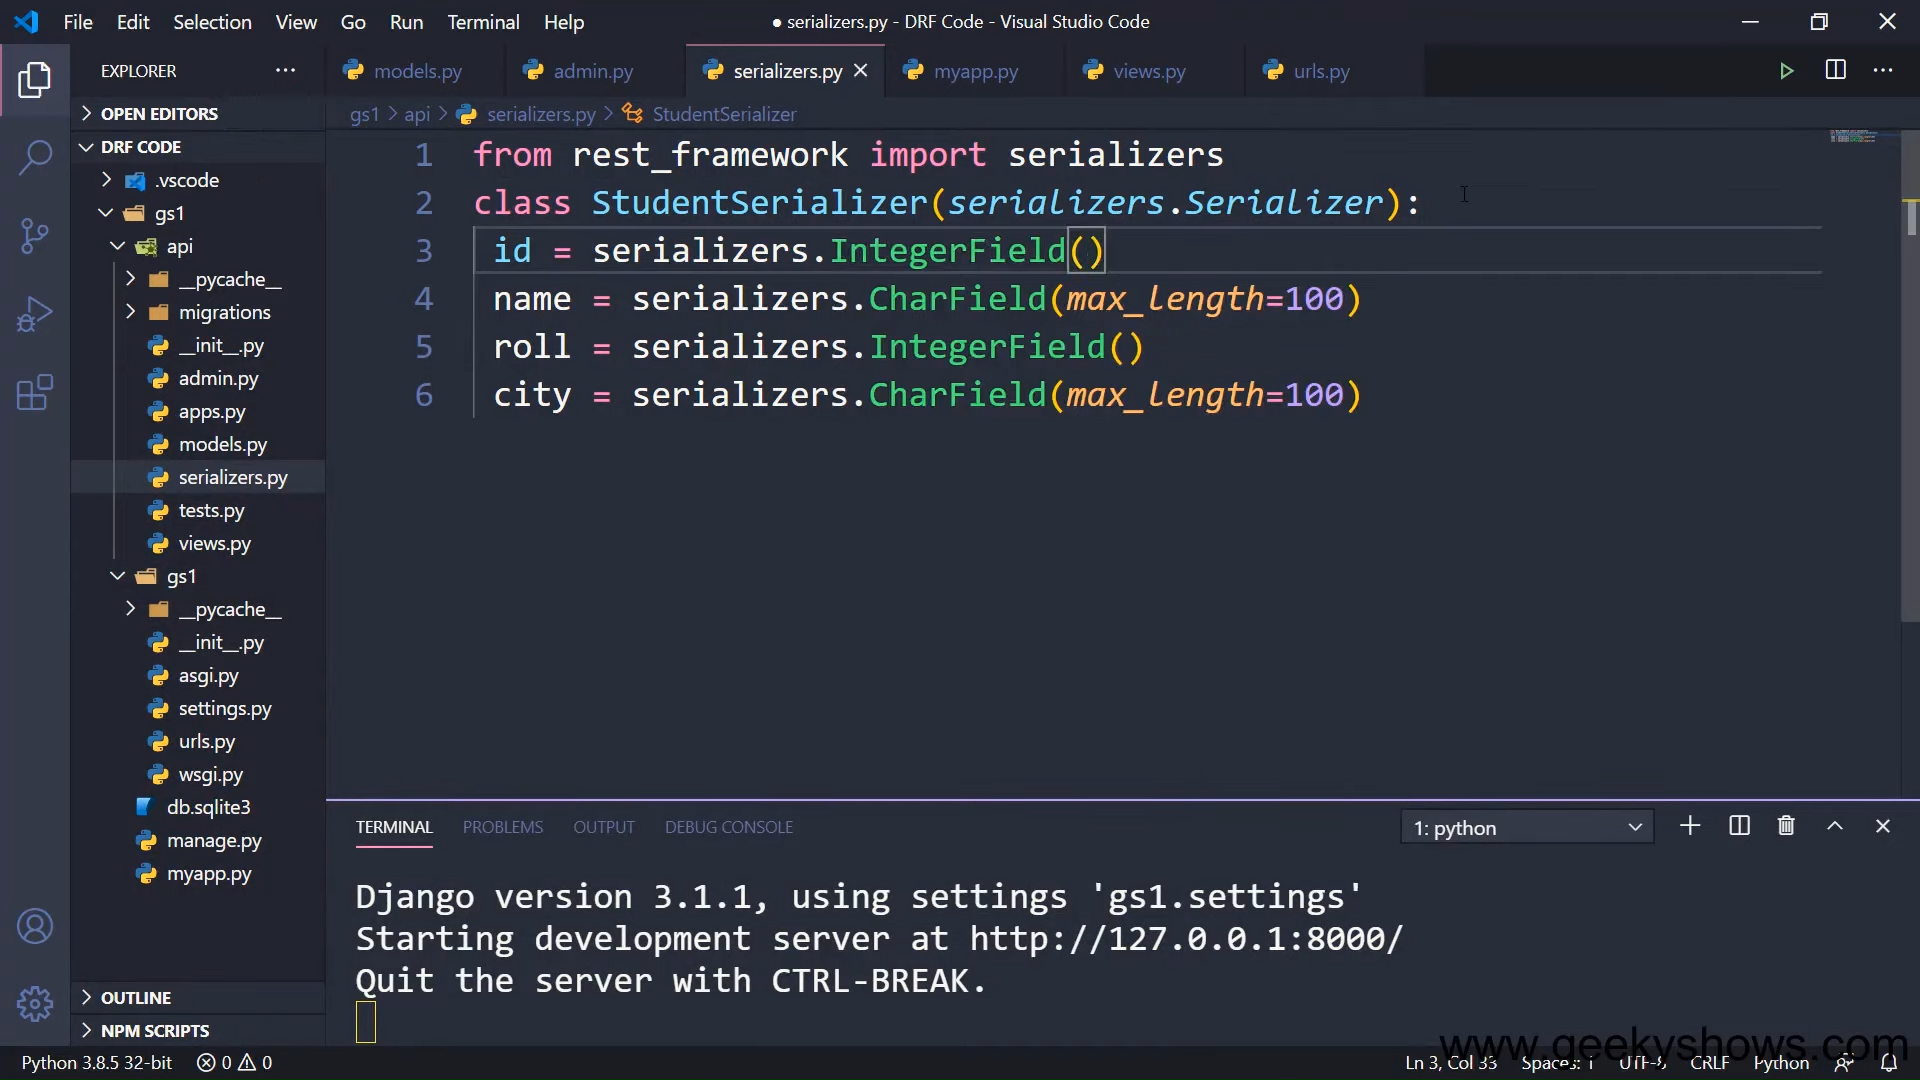 File Edit Selection View Go Run Terminal Help
● serializers.py - DRF Code - Visual Studio Code
EXPLORER ···
models.py admin.py serializers.py myapp.py views.py urls.py
OPEN EDITORS
gs1 > api > serializers.py > StudentSerializer
DRF CODE
.vscode
gs1
api
__pycache__
migrations
__init__.py
admin.py
apps.py
models.py
serializers.py
tests.py
views.py
gs1
__pycache__
__init__.py
asgi.py
settings.py
urls.py
wsgi.py
db.sqlite3
manage.py
myapp.py
OUTLINE
NPM SCRIPTS
1 from rest_framework import serializers
2 class StudentSerializer(serializers.Serializer):
3 id = serializers.IntegerField()
4 name = serializers.CharField(max_length=100)
5 roll = serializers.IntegerField()
6 city = serializers.CharField(max_length=100)
TERMINAL PROBLEMS OUTPUT DEBUG CONSOLE
1: python
Django version 3.1.1, using settings 'gs1.settings'
Starting development server at http://127.0.0.1:8000/
Quit the server with CTRL-BREAK.
www.geekyshows.com
Python 3.8.5 32-bit 0 0
Ln 3, Col 33 Spaces: 1 UTF-8 CRLF Python